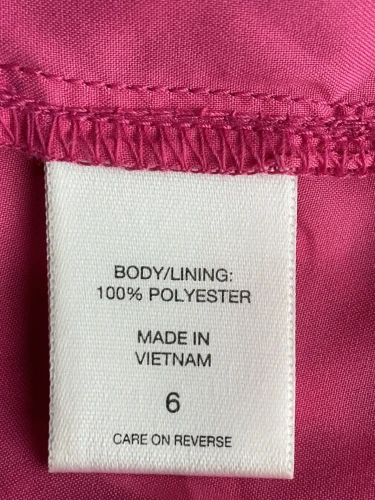 BODY/LINING:
100% POLYESTER
MADE IN
VIETNAM
6
CARE ON REVERSE